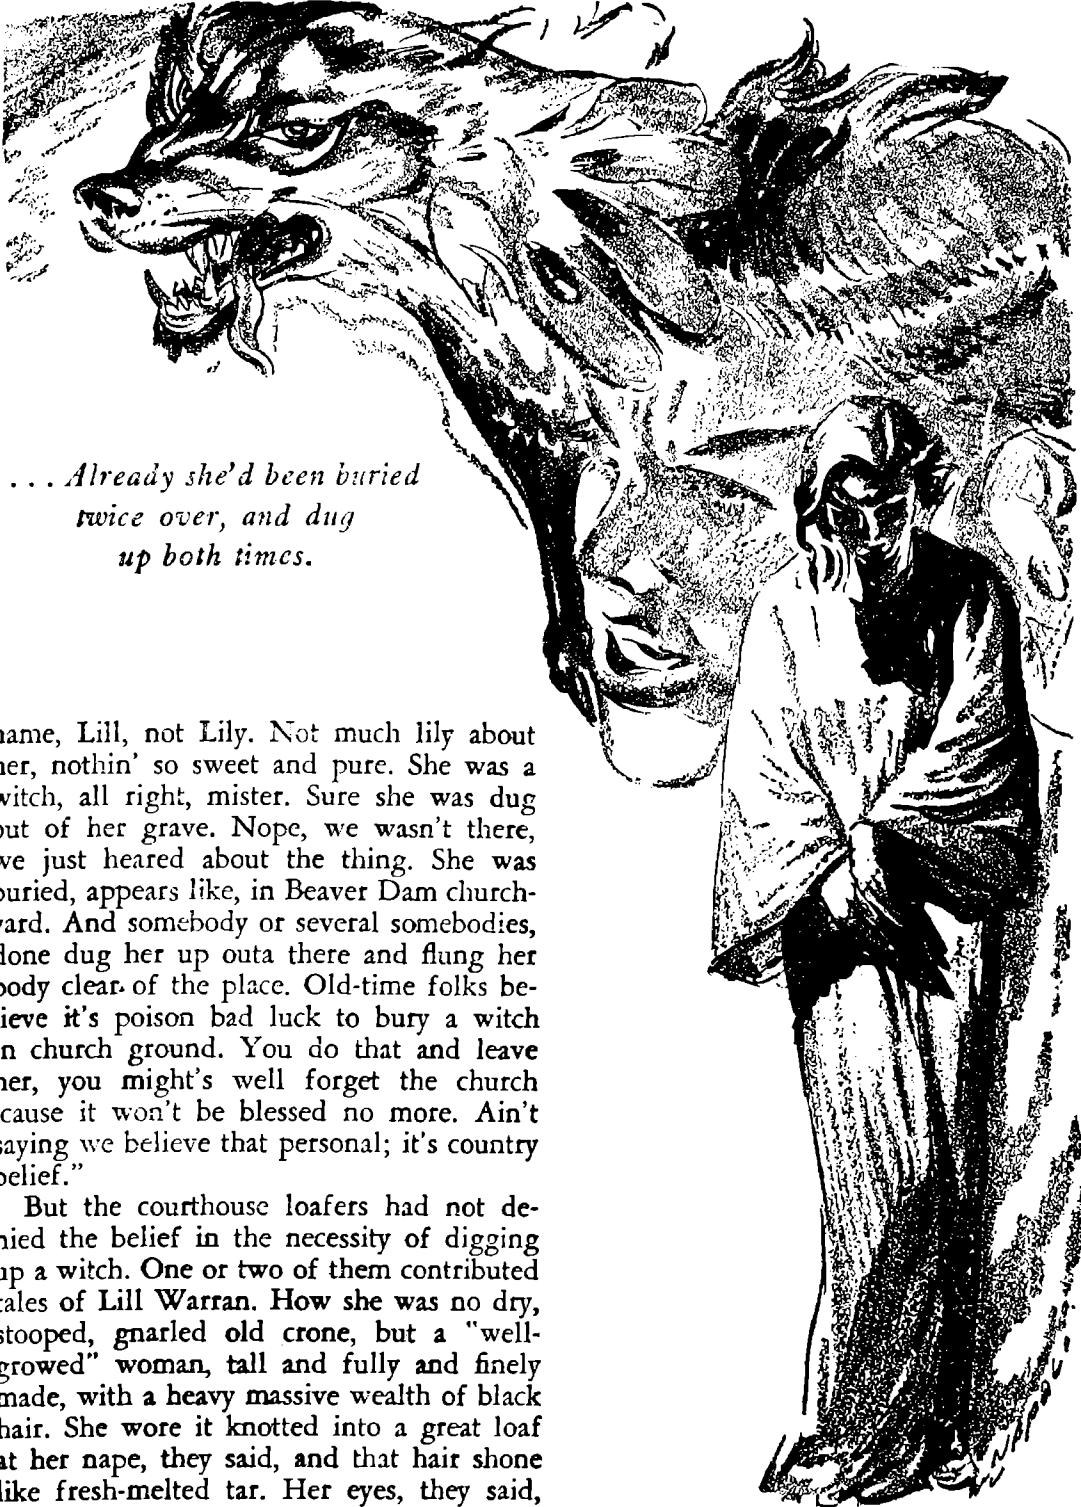 ... Already she'd been buried
twice over, and dug
up both times.
name, Lill, not Lily. Not much lily about
her, nothin' so sweet and pure. She was a
witch, all right, mister. Sure she was dug
out of her grave. Nope, we wasn't there,
we just heared about the thing. She was
buried, appears like, in Beaver Dam church-
yard. And somebody or several somebodies,
done dug her up outa there and flung her
body clear of the place. Old-time folks be-
lieve it's poison bad luck to bury a witch
in church ground. You do that and leave
her, you might's well forget the church
cause it won't be blessed no more. Ain't
saying we believe that personal; it's country
belief."
But the courthouse loafers had not de-
nied the belief in the necessity of digging
up a witch. One or two of them contributed
tales of Lill Warran. How she was no dry,
stooped, gnarled old crone, but a "well-
growed" woman, tall and fully and finely
made, with a heavy massive wealth of black
hair. She wore it knotted into a great loaf
at her nape, they said, and that hair shone
like fresh-melted tar. Her eyes, they said,